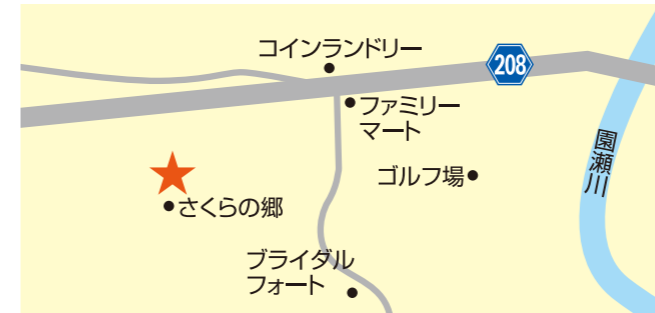 コインランドリー
208
ファミリー
マート
園瀬川
ゴルフ場
さくらの郷
ブライダル
フォート